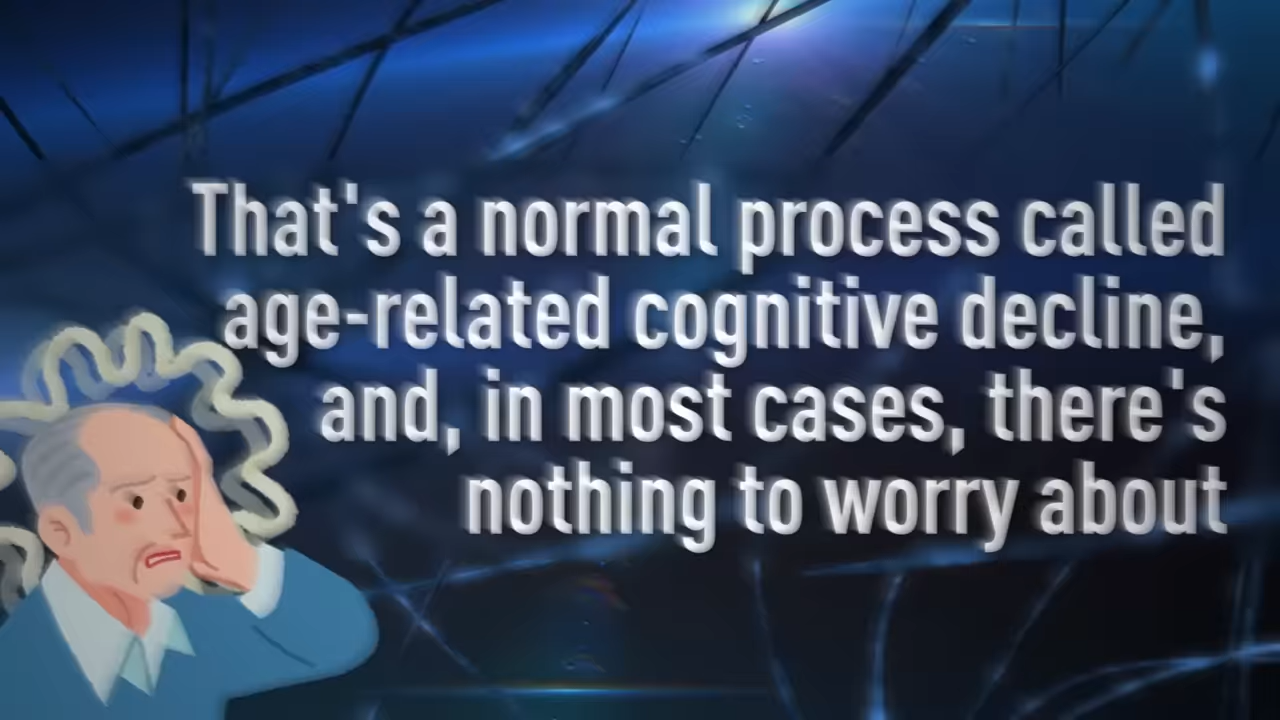 That's a normal process called
age-related cognitive decline,
and, in most cases, there's
nothing to worry about